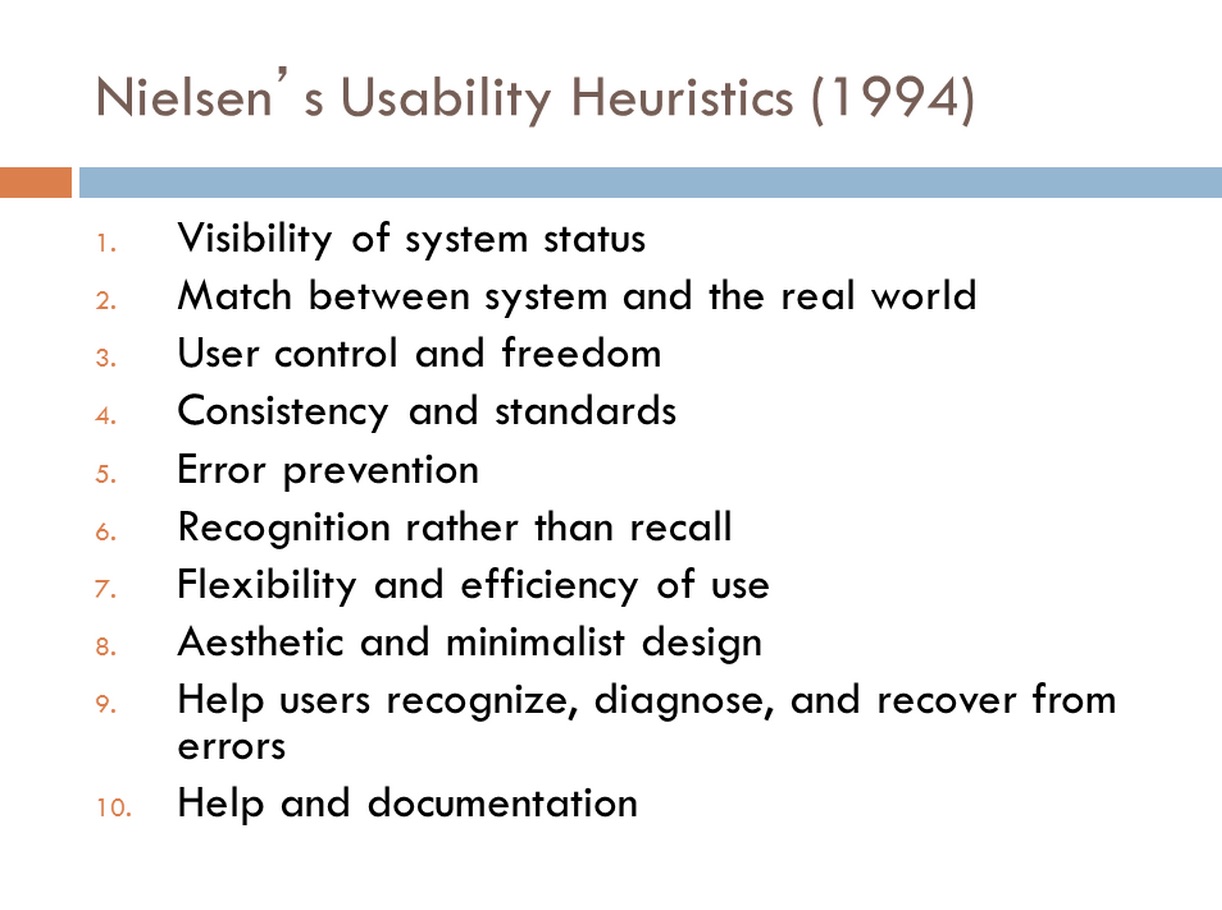 Nielsen’s Usability Heuristics (1994)
1. Visibility of system status
2. Match between system and the real world
3. User control and freedom
4. Consistency and standards
5. Error prevention
6. Recognition rather than recall
7. Flexibility and efficiency of use
8. Aesthetic and minimalist design
9. Help users recognize, diagnose, and recover from
errors
10. Help and documentation